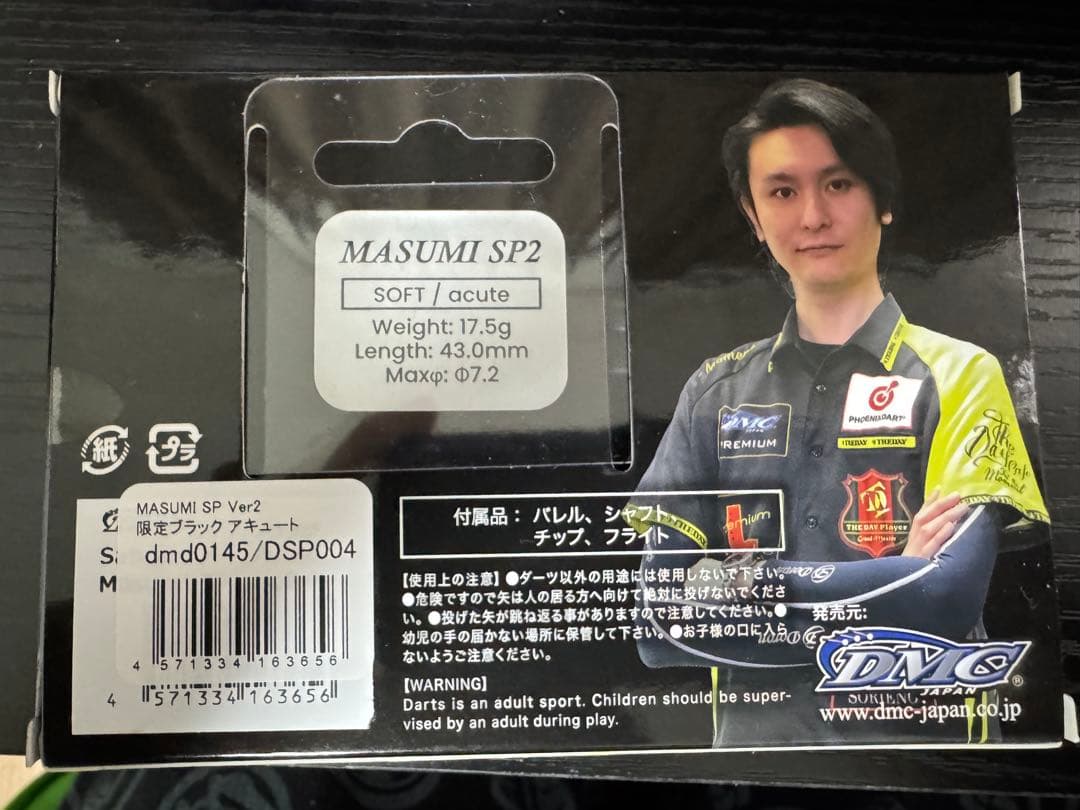 MASUMI SP2
SOFT / acute
Weight: 17.5g
Length: 43.0mm
Maxφ: Φ7.2
紙
プラ
MASUMI SP Ver2
限定ブラック アキュート
dmd0145/DSP004
4 571334 163656
4 571334 163656
付属品： バレル、シャフト
チップ、フライト
【使用上の注意】●ダーツ以外の用途には使用しないで下さい。
●危険ですので矢は人の居る方へ向けて絶対に投げないでくださ
い。●投げた矢が跳ね返る事がありますので注意してください。●
幼児の手の届かない場所に保管して下さい。●お子様の口に入ら
ないようご注意ください。
【WARNING】
Darts is an adult sport. Children should be super-
vised by an adult during play.
発売元:
DMC
JAPAN
www.dmc-japan.co.jp
DMC
JAPAN
PREMIUM
PHOENIXDART
THEDAY
THEDAY
THE DAY Player